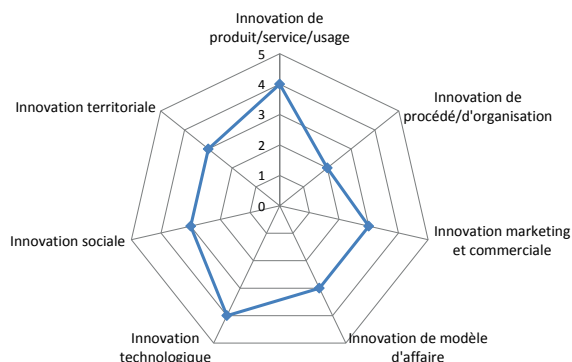 Innovation de
produit/service/usage
5
4
3
2
1
0
Innovation de
procédé/d'organisation
Innovation marketing
et commerciale
Innovation de modèle
d'affaire
Innovation
technologique
Innovation sociale
Innovation territoriale